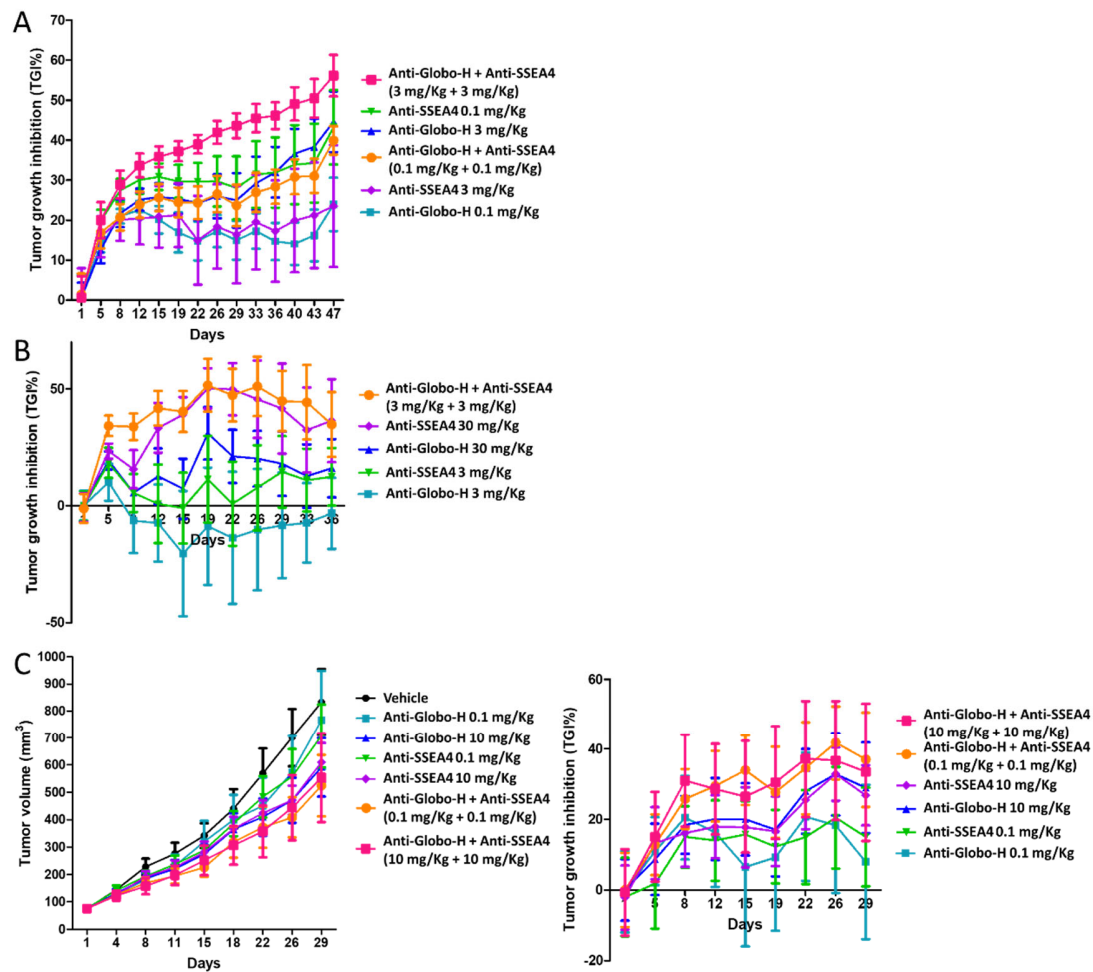 A
Tumor growth inhibition (TGI%)
70
60
50
40
30
20
10
0
1 5 8 12 15 19 22 26 29 33 36 40 43 47
Days
Anti-Globo-H + Anti-SSEA4
(3 mg/Kg + 3 mg/Kg)
Anti-SSEA4 0.1 mg/Kg
Anti-Globo-H 3 mg/Kg
Anti-Globo-H + Anti-SSEA4
(0.1 mg/Kg + 0.1 mg/Kg)
Anti-SSEA4 3 mg/Kg
Anti-Globo-H 0.1 mg/Kg
B
Tumor growth inhibition (TGI%)
50
0
-50
5 12 15 19 22 26 29 33 36
Days
Anti-Globo-H + Anti-SSEA4
(3 mg/Kg + 3 mg/Kg)
Anti-SSEA4 30 mg/Kg
Anti-Globo-H 30 mg/Kg
Anti-SSEA4 3 mg/Kg
Anti-Globo-H 3 mg/Kg
C
Tumor volume (mm³)
1000
900
800
700
600
500
400
300
200
100
0
1 4 8 11 15 18 22 26 29
Days
Vehicle
Anti-Globo-H 0.1 mg/Kg
Anti-Globo-H 10 mg/Kg
Anti-SSEA4 0.1 mg/Kg
Anti-SSEA4 10 mg/Kg
Anti-Globo-H + Anti-SSEA4
(0.1 mg/Kg + 0.1 mg/Kg)
Anti-Globo-H + Anti-SSEA4
(10 mg/Kg + 10 mg/Kg)
Tumor growth inhibition (TGI%)
60
40
20
0
-20
5 8 12 15 19 22 26 29
Days
Anti-Globo-H + Anti-SSEA4
(10 mg/Kg + 10 mg/Kg)
Anti-Globo-H + Anti-SSEA4
(0.1 mg/Kg + 0.1 mg/Kg)
Anti-SSEA4 10 mg/Kg
Anti-Globo-H 10 mg/Kg
Anti-SSEA4 0.1 mg/Kg
Anti-Globo-H 0.1 mg/Kg